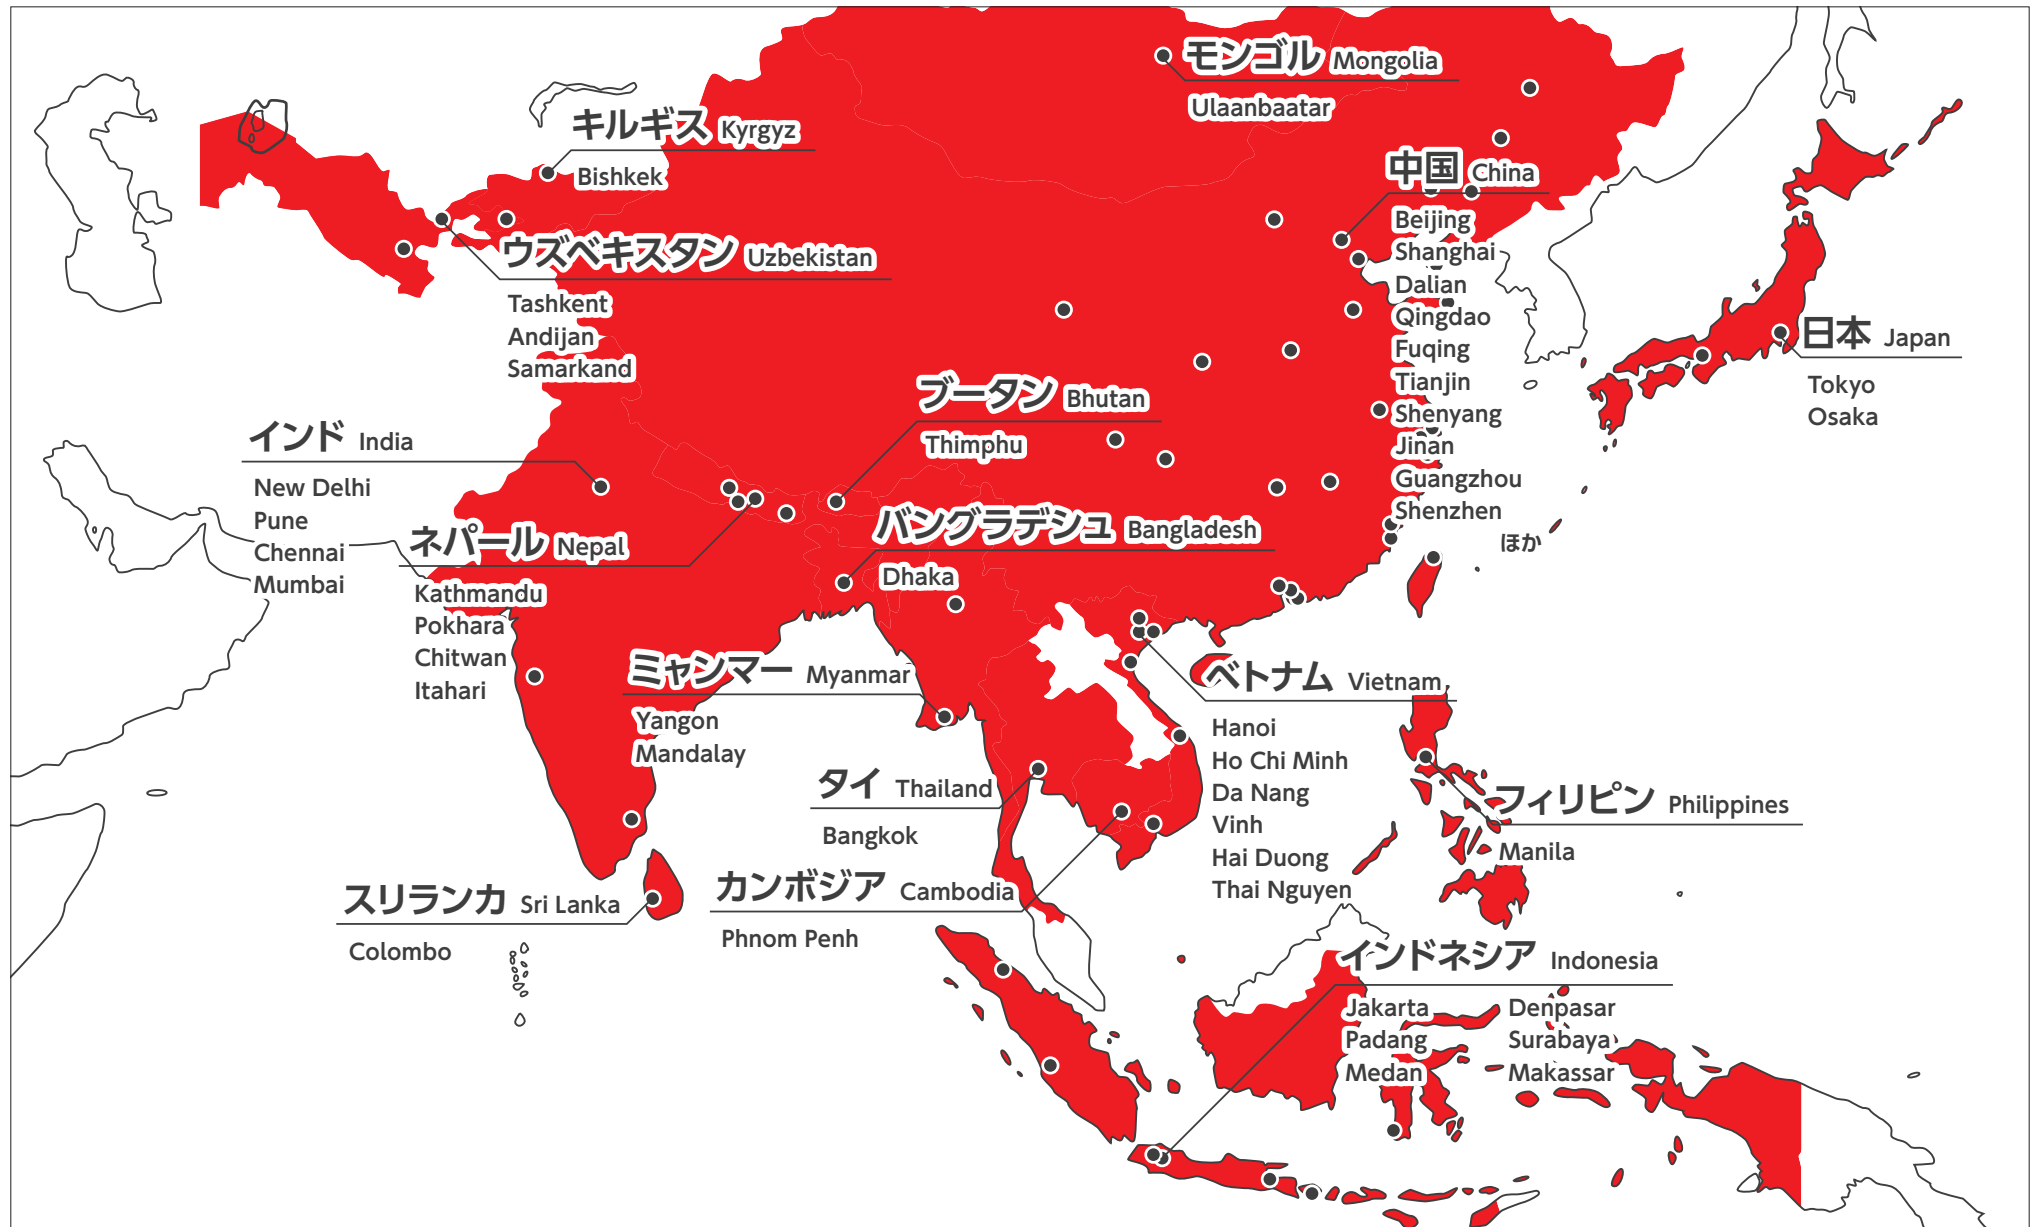 モンゴル Mongolia
Ulaanbaatar
キルギス Kyrgyz
Bishkek
中国 China
Beijing
Shanghai
Dalian
Qingdao
Fuqing
Tianjin
Shenyang
Jinan
Guangzhou
Shenzhen
ほか
ウズベキスタン Uzbekistan
Tashkent
Andijan
Samarkand
日本 Japan
Tokyo
Osaka
ブータン Bhutan
Thimphu
インド India
New Delhi
Pune
Chennai
Mumbai
ネパール Nepal
Kathmandu
Pokhara
Chitwan
Itahari
バングラデシュ Bangladesh
Dhaka
ミャンマー Myanmar
Yangon
Mandalay
ベトナム Vietnam
Hanoi
Ho Chi Minh
Da Nang
Vinh
Hai Duong
Thai Nguyen
タイ Thailand
Bangkok
フィリピン Philippines
Manila
スリランカ Sri Lanka
Colombo
カンボジア Cambodia
Phnom Penh
インドネシア Indonesia
Jakarta
Padang
Medan
Denpasar
Surabaya
Makassar